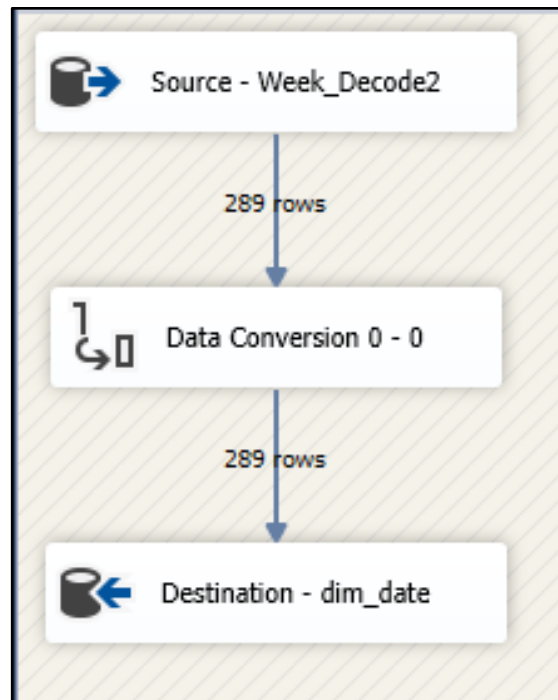 Source - Week_Decode2
289 rows
Data Conversion 0 - 0
289 rows
Destination - dim_date